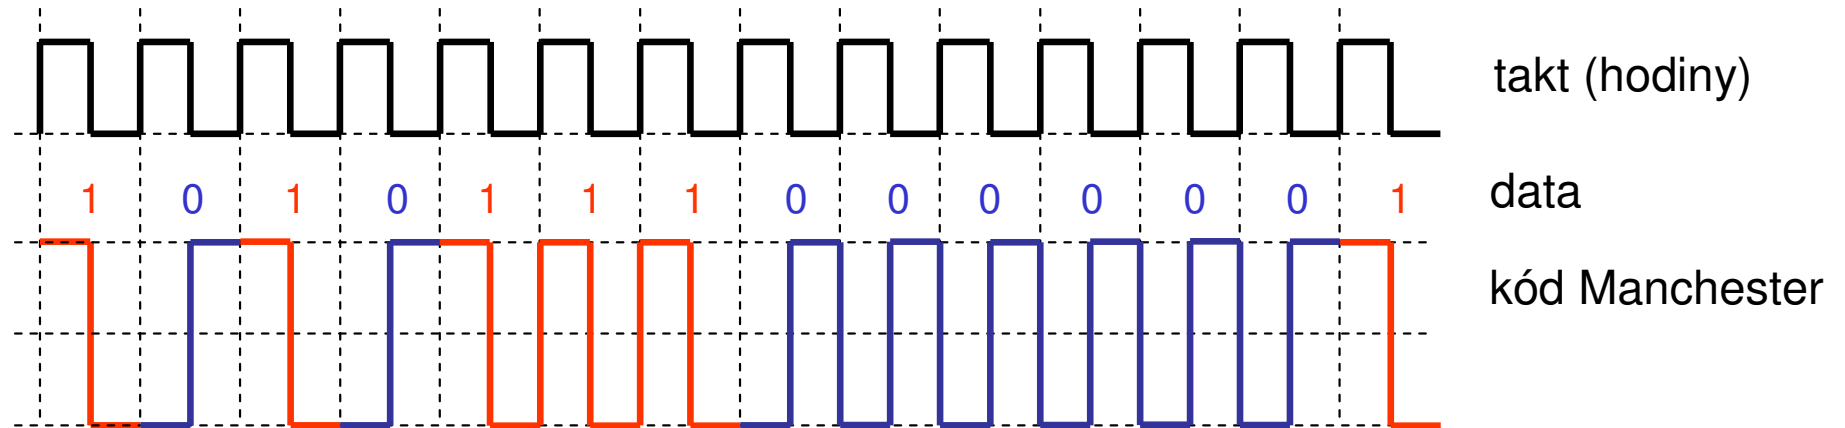 takt (hodiny)
1 0 1 0 1 1 1 0 0 0 0 0 0 1 data
kód Manchester